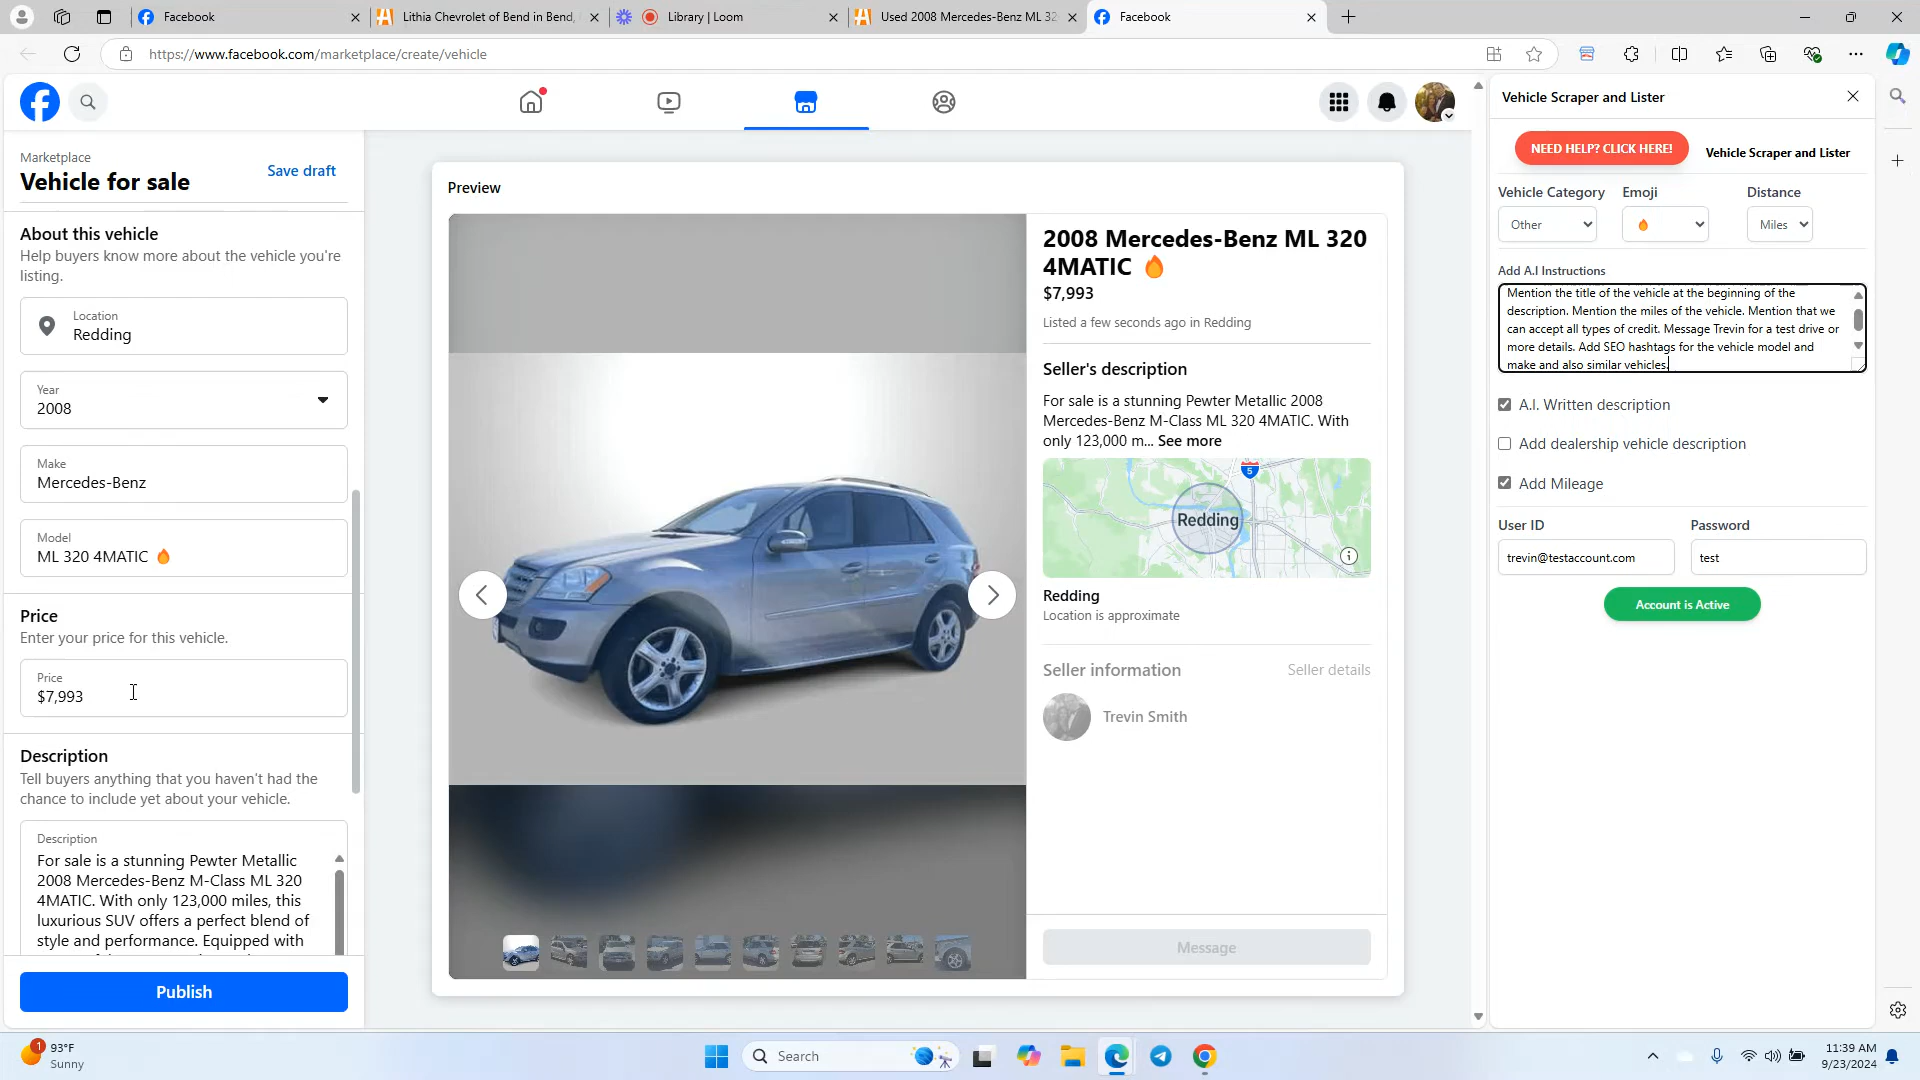 Facebook
Lithia Chevrolet of Bend in Bend,
Library | Loom
Used 2008 Mercedes-Benz ML 32
Facebook
https://www.facebook.com/marketplace/create/vehicle
Marketplace
Vehicle for sale
Save draft
About this vehicle
Help buyers know more about the vehicle you're
listing.
Location
Redding
Year
2008
Make
Mercedes-Benz
Model
ML 320 4MATIC 🔥
Price
Enter your price for this vehicle.
Price
$7,993
Description
Tell buyers anything that you haven't had the
chance to include yet about your vehicle.
Description
For sale is a stunning Pewter Metallic
2008 Mercedes-Benz M-Class ML 320
4MATIC. With only 123,000 miles, this
luxurious SUV offers a perfect blend of
style and performance. Equipped with
Publish
Preview
2008 Mercedes-Benz ML 320
4MATIC 🔥
$7,993
Listed a few seconds ago in Redding
Seller's description
For sale is a stunning Pewter Metallic 2008
Mercedes-Benz M-Class ML 320 4MATIC. With
only 123,000 m... See more
5
Redding
Redding
Location is approximate
Seller information
Seller details
Trevin Smith
Message
Vehicle Scraper and Lister
NEED HELP? CLICK HERE!
Vehicle Scraper and Lister
Vehicle Category
Emoji
Distance
Other
🔥
Miles
Add A.I Instructions
Mention the title of the vehicle at the beginning of the
description. Mention the miles of the vehicle. Mention that we
can accept all types of credit. Message Trevin for a test drive or
more details. Add SEO hashtags for the vehicle model and
make and also similar vehicles.
A.I. Written description
Add dealership vehicle description
Add Mileage
User ID
Password
trevin@testaccount.com
test
Account is Active
1
93°F
Sunny
Search
11:39 AM
9/23/2024